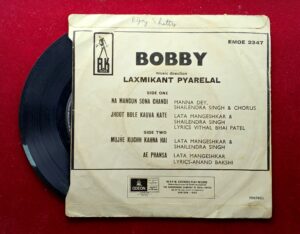 EMOE 2347
BOBBY
music direction
LAXMIKANT PYARELAL
SIDE ONE
NA MANGUN SONA CHANDI MANNA DEY,
SHAILENDRA SINGH & CHORUS
JHOOT BOLE KAUVA KATE LATA MANGESHKAR &
SHAILENDRA SINGH
LYRICS VITHAL BHAI PATEL
SIDE TWO
MUJHE KUCHH KAHNA HAI LATA MANGESHKAR &
SHAILENDRA SINGH
AE PHANSA LATA MANGESHKAR
LYRICS-ANAND BAKSHI
ODEON